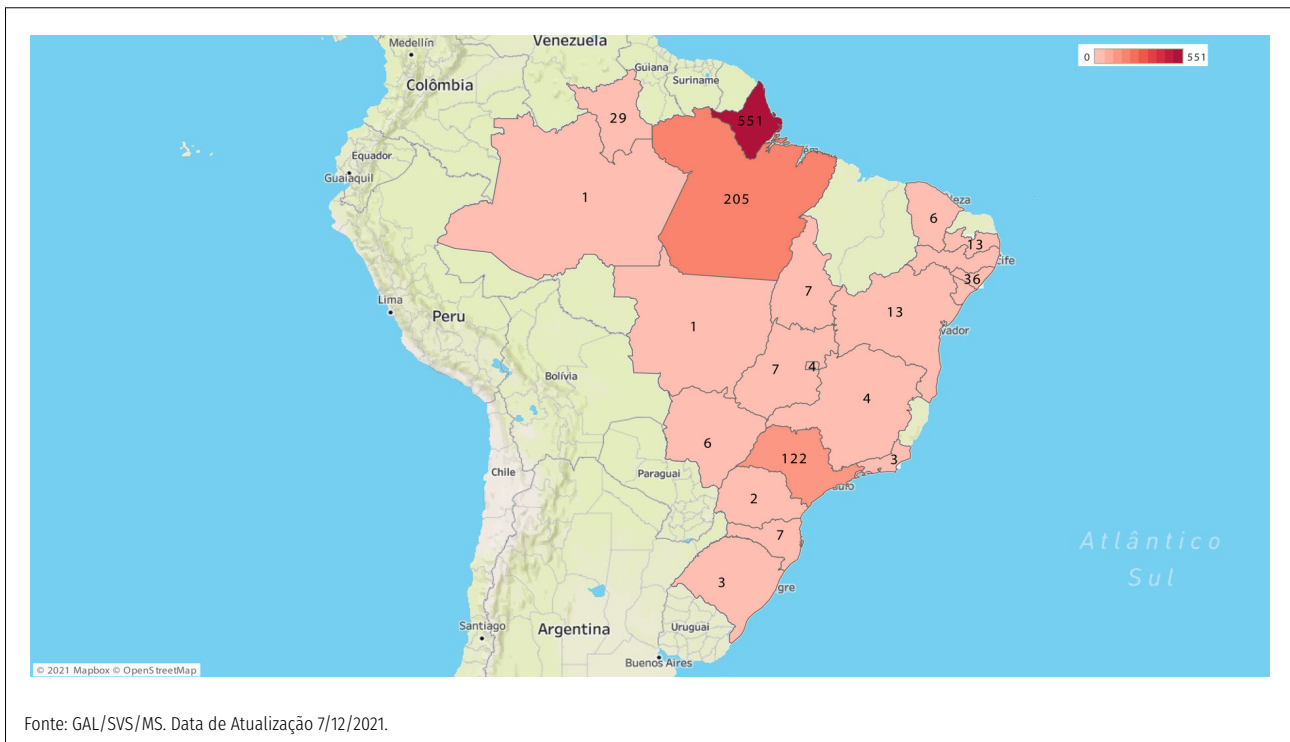 Medellín
Venezuela
0
551
Guiana
Suriname
Colômbia
29
551
Equador
Guaiaquil
1
205
6
13
36
Lima
Peru
7
13
vador
1
Bolívia
7
4
4
6
Chile
Paraguai
122
3
2
7
Atlântico
Sul
3
gre
Santiago
Argentina
Uruguai
Buenos Aires
© 2021 Mapbox © OpenStreetMap
Fonte: GAL/SVS/MS. Data de Atualização 7/12/2021.